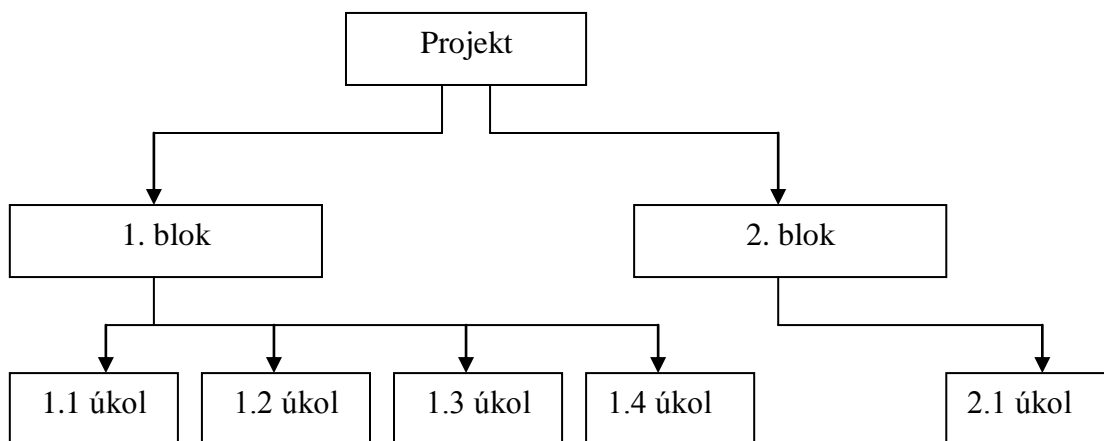 Projekt
1. blok
2. blok
1.1 úkol
1.2 úkol
1.3 úkol
1.4 úkol
2.1 úkol